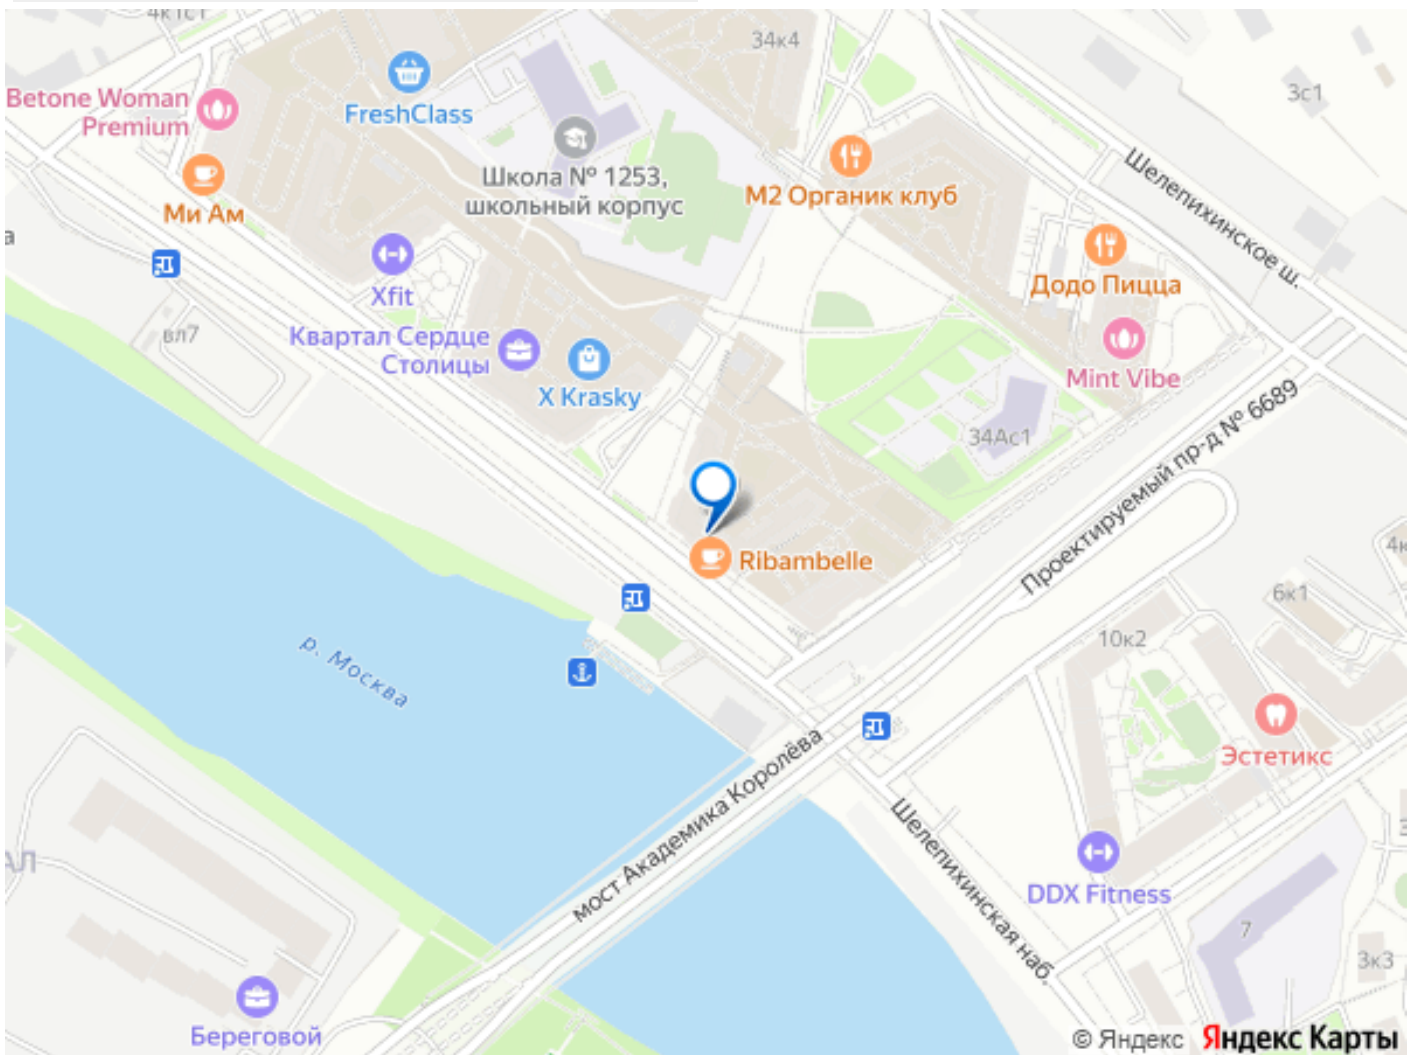 4к1с1
34к4
3с1
FreshClass
Betone Woman
Premium
Школа № 1253,
школьный корпус
М2 Органик клуб
Шелепихинское ш.
Ми Ам
а
Xfit
Додо Пицца
вл7
Квартал Сердце
Столицы
X Krasky
Mint Vibe
34Ас1
Проектируемый пр-д № 6689
Ribambelle
4к
6к1
10к2
р. Москва
Эстетикс
мост Академика Королёва
Шелепихинская наб.
АЛ
DDX Fitness
7
3к3
Береговой
© Яндекс Яндекс Карты